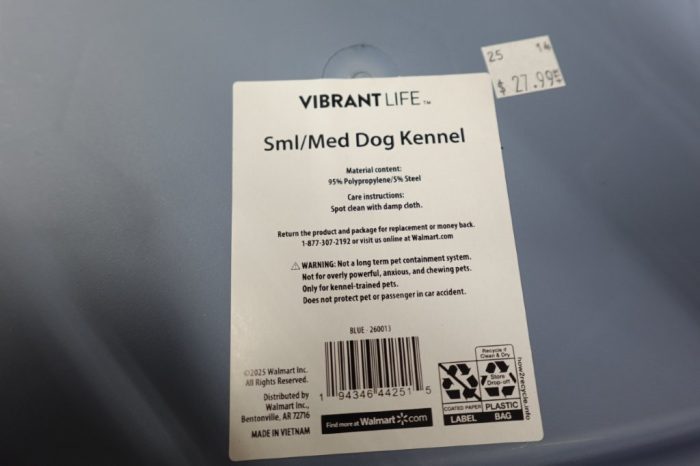 25 14
$ 27.99
VIBRANT LIFE™
Sml/Med Dog Kennel
Material content:
95% Polypropylene/5% Steel
Care instructions:
Spot clean with damp cloth.
Return the product and package for replacement or money back.
1-877-307-2192 or visit us online at Walmart.com
⚠ WARNING: Not a long term pet containment system.
Not for overly powerful, anxious, and chewing pets.
Only for kennel-trained pets.
Does not protect pet or passenger in car accident.
BLUE - 260013
©2025 Walmart Inc.
All Rights Reserved.
Distributed by
Walmart Inc.,
Bentonville, AR 72716
MADE IN VIETNAM
1 94346 44251 5
Find more at Walmart.com
Recycle if
Clean & Dry
Store
Drop-off
COATED PAPER
LABEL
PLASTIC
BAG
how2recycle.info